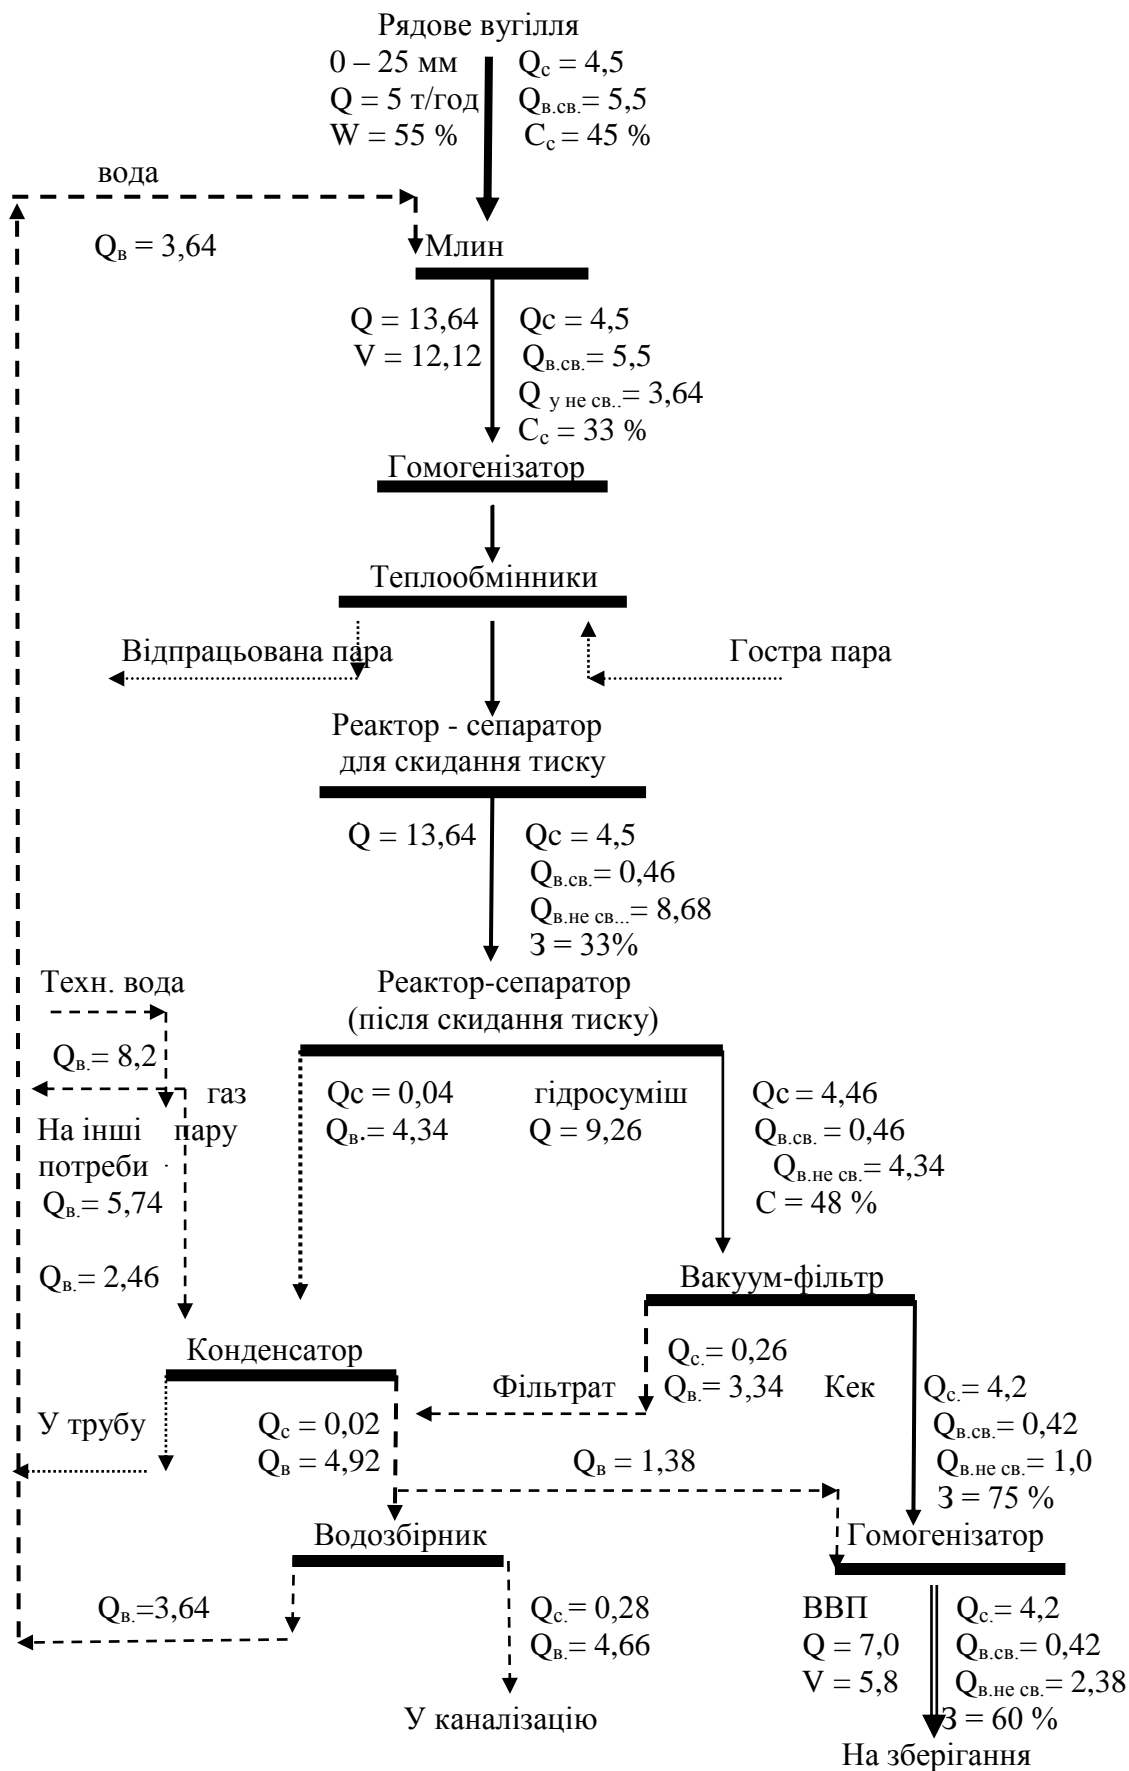 Рядове вугілля
0 – 25 мм Qс = 4,5
Q = 5 т/год Qв.св.= 5,5
W = 55 % Сс = 45 %
вода
Qв = 3,64
Млин
Q = 13,64 Qс = 4,5
V = 12,12 Qв.св.= 5,5
Q у не св..= 3,64
Сс = 33 %
Гомогенізатор
Теплообмінники
Відпрацьована пара Гостра пара
Реактор - сепаратор
для скидання тиску
Q = 13,64 Qс = 4,5
Qв.св.= 0,46
Qв.не св...= 8,68
З = 33%
Техн. вода Реактор-сепаратор
(після скидання тиску)
Qв.= 8,2
газ Qс = 0,04 гідросуміш Qс = 4,46
На інші пару Qв.= 4,34 Q = 9,26 Qв.св. = 0,46
потреби Qв.не св.= 4,34
Qв.= 5,74 С = 48 %
Qв.= 2,46 Вакуум-фільтр
Конденсатор Qс.= 0,26
Фільтрат Qв.= 3,34 Кек Qс.= 4,2
У трубу Qс = 0,02 Qв.св.= 0,42
Qв = 4,92 Qв = 1,38 Qв.не св.= 1,0
З = 75 %
Водозбірник Гомогенізатор
Qв.=3,64 Qс.= 0,28 ВВП Qс.= 4,2
Qв.= 4,66 Q = 7,0 Qв.св.= 0,42
V = 5,8 Qв.не св.= 2,38
У каналізацію З = 60 %
На зберігання